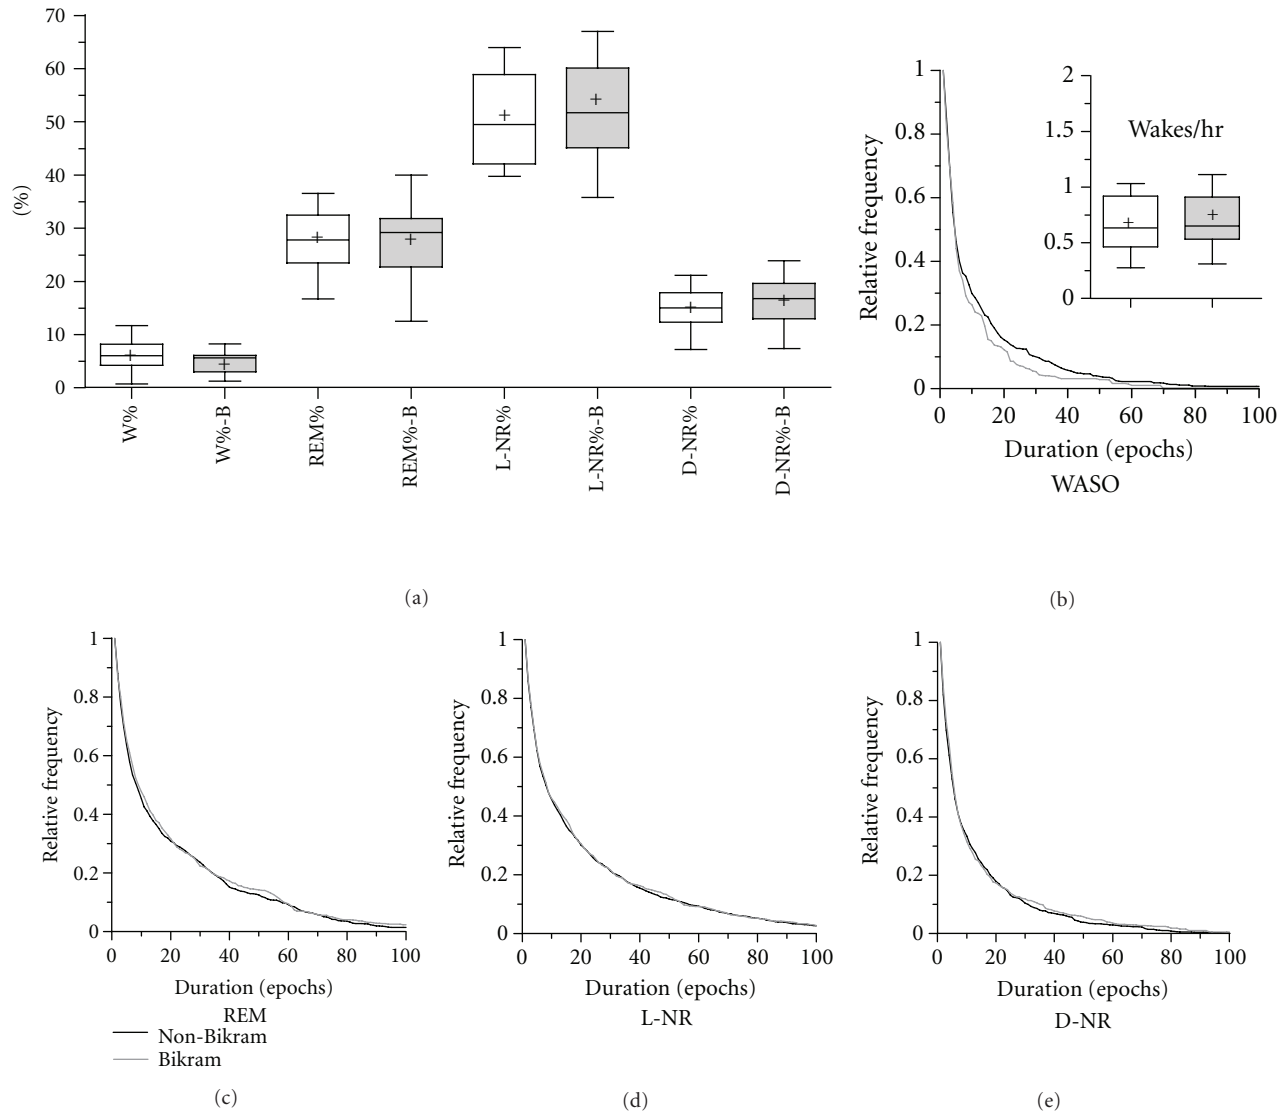 70
60
50
40
30
20
10
0
(%)
W%
W%-B
REM%
REM%-B
L-NR%
L-NR%-B
D-NR%
D-NR%-B
(a)
1
0.8
0.6
0.4
0.2
0
Relative frequency
2
1.5
1
0.5
0
Wakes/hr
0 20 40 60 80 100
Duration (epochs)
WASO
(b)
1
0.8
0.6
0.4
0.2
0
Relative frequency
0 20 40 60 80 100
Duration (epochs)
REM
Non-Bikram
Bikram
(c)
1
0.8
0.6
0.4
0.2
0
Relative frequency
0 20 40 60 80 100
Duration (epochs)
L-NR
(d)
1
0.8
0.6
0.4
0.2
0
Relative frequency
0 20 40 60 80 100
Duration (epochs)
D-NR
(e)